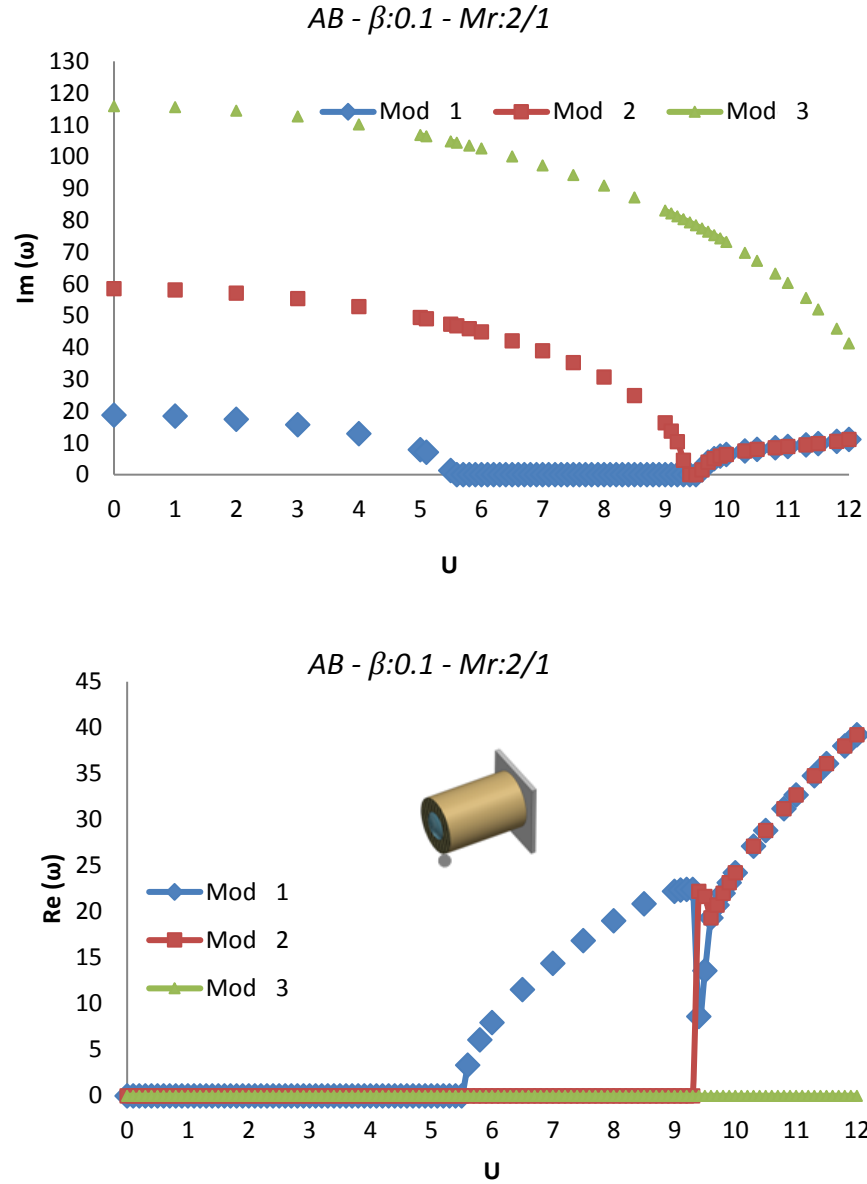 AB - β:0.1 - Mr:2/1
130
120
110
100
90
80
70
60
50
40
30
20
10
0
Im (ω)
Mod 1 Mod 2 Mod 3
0 1 2 3 4 5 6 7 8 9 10 11 12
U
AB - β:0.1 - Mr:2/1
45
40
35
30
25
20
15
10
5
0
Re (ω)
Mod 1
Mod 2
Mod 3
0 1 2 3 4 5 6 7 8 9 10 11 12
U